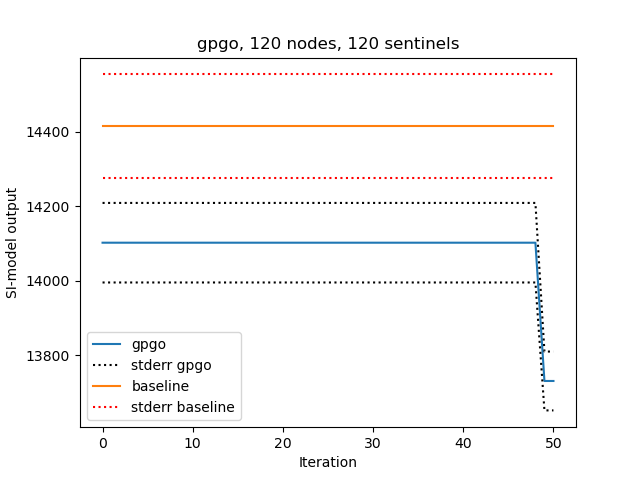 gpgo, 120 nodes, 120 sentinels
SI-model output
14400
14200
14000
13800
gpgo
stderr gpgo
baseline
stderr baseline
0 10 20 30 40 50
Iteration